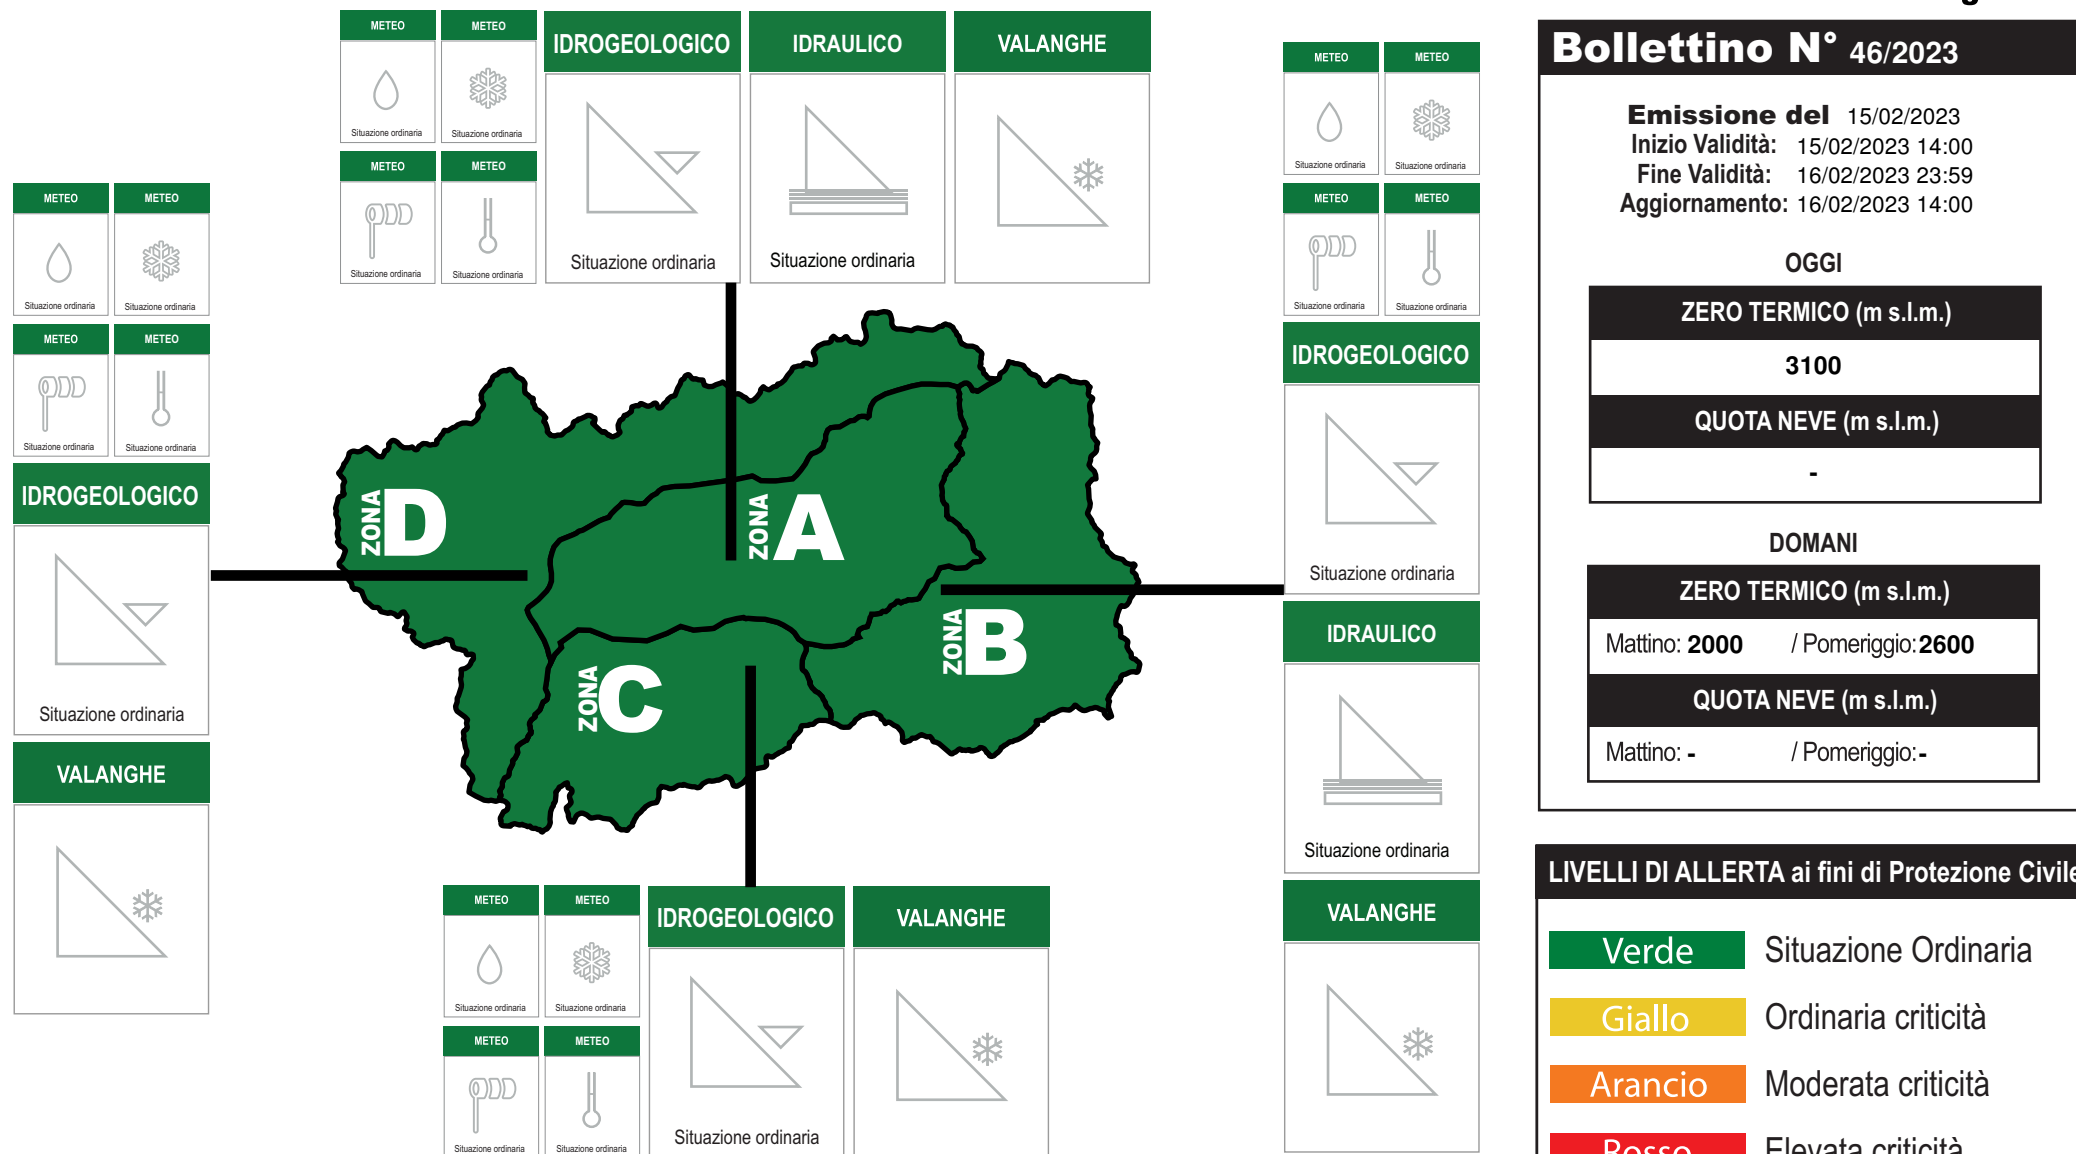 METEO METEO
Situazione ordinaria Situazione ordinaria
METEO METEO
Situazione ordinaria Situazione ordinaria
IDROGEOLOGICO
Situazione ordinaria
IDRAULICO
Situazione ordinaria
VALANGHE
METEO METEO
Situazione ordinaria Situazione ordinaria
METEO METEO
Situazione ordinaria Situazione ordinaria
IDROGEOLOGICO
Situazione ordinaria
VALANGHE
ZONA D
ZONA A
ZONA B
ZONA C
METEO METEO
Situazione ordinaria Situazione ordinaria
METEO METEO
Situazione ordinaria Situazione ordinaria
IDROGEOLOGICO
Situazione ordinaria
VALANGHE
METEO METEO
Situazione ordinaria Situazione ordinaria
METEO METEO
Situazione ordinaria Situazione ordinaria
IDROGEOLOGICO
Situazione ordinaria
IDRAULICO
Situazione ordinaria
VALANGHE
Bollettino N° 46/2023
Emissione del 15/02/2023
Inizio Validità: 15/02/2023 14:00
Fine Validità: 16/02/2023 23:59
Aggiornamento: 16/02/2023 14:00
OGGI
ZERO TERMICO (m s.l.m.)
3100
QUOTA NEVE (m s.l.m.)
-
DOMANI
ZERO TERMICO (m s.l.m.)
Mattino: 2000 / Pomeriggio: 2600
QUOTA NEVE (m s.l.m.)
Mattino: - / Pomeriggio: -
LIVELLI DI ALLERTA ai fini di Protezione Civile
Verde Situazione Ordinaria
Giallo Ordinaria criticità
Arancio Moderata criticità
Rosso Elevata criticità